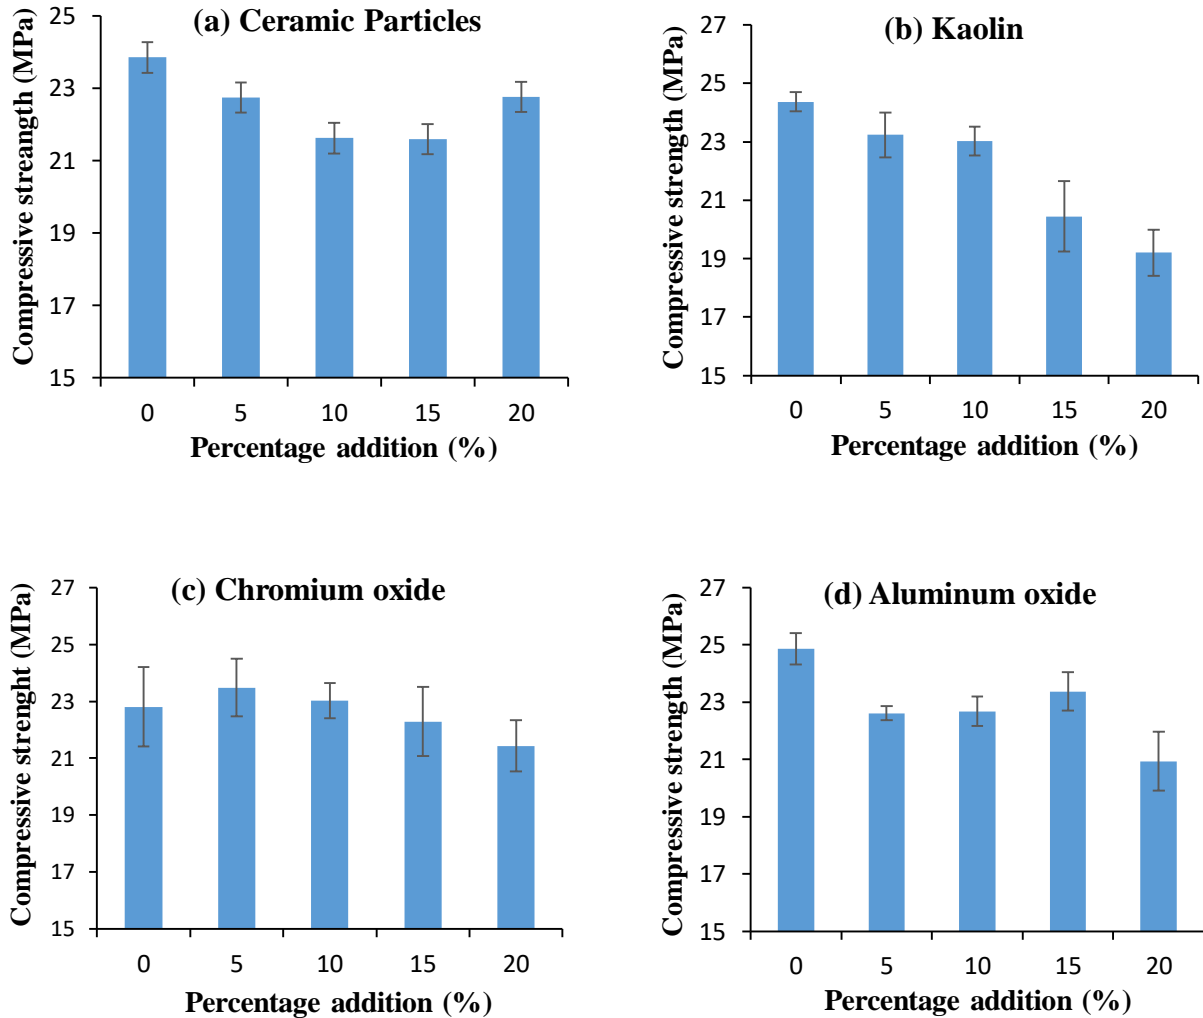 (a) Ceramic Particles
Compressive streangth (MPa)
25
23
21
19
17
15
0 5 10 15 20
Percentage addition (%)
(b) Kaolin
Compressive strength (MPa)
27
25
23
21
19
17
15
0 5 10 15 20
Percentage addition (%)
(c) Chromium oxide
Compressive strenght (MPa)
27
25
23
21
19
17
15
0 5 10 15 20
Percentage addition (%)
(d) Aluminum oxide
Compressive strength (MPa)
27
25
23
21
19
17
15
0 5 10 15 20
Percentage addition (%)